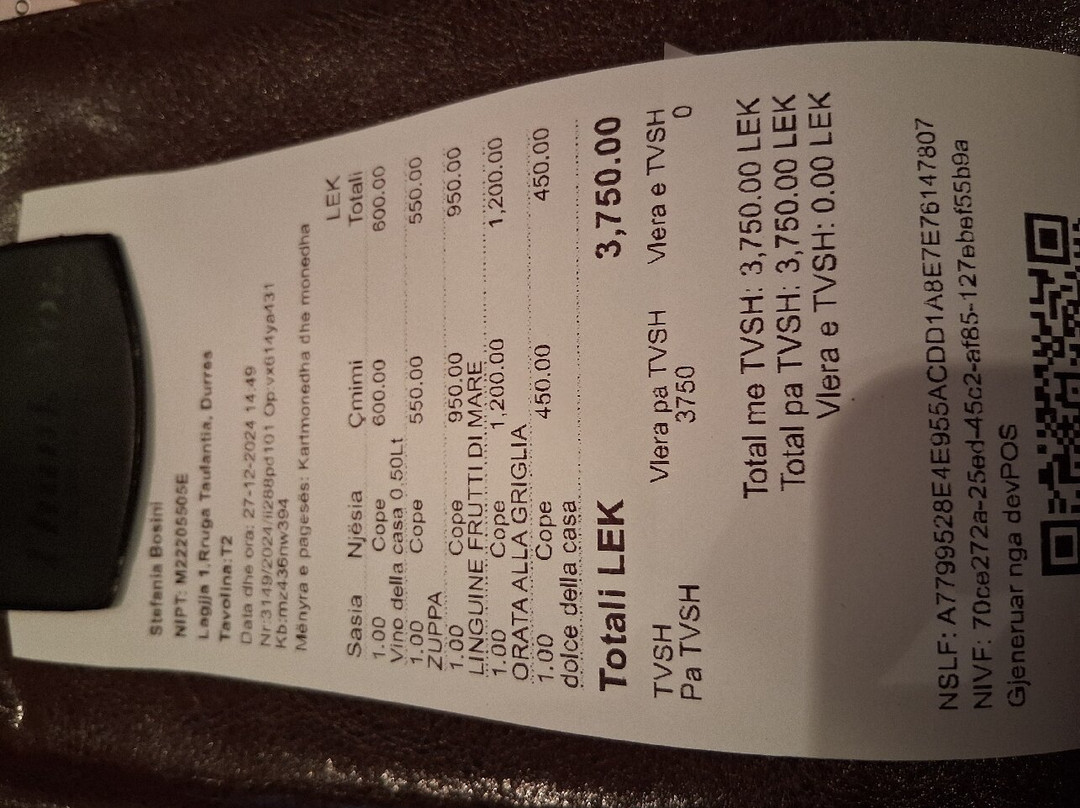 Stefania Bosini
NIPT: M22205505E
Lagjja 1,Rruga Taulantia, Durres
Tavolina:T2
Data dhe ora: 27-12-2024 14:49
Nr:3149/2024/li288pd101 Op:vx614ya431
Kb:mz436nw394
Mënyra e pagesës: Kartmonedha dhe monedha
LEK
Sasia Njësia Çmimi Totali
1.00 Cope 600.00 600.00
Vino della casa 0.50Lt
1.00 Cope 550.00 550.00
ZUPPA
1.00 Cope 950.00 950.00
LINGUINE FRUTTI DI MARE
1.00 Cope 1,200.00 1,200.00
ORATA ALLA GRIGLIA
1.00 Cope 450.00 450.00
dolce della casa
Totali LEK 3,750.00
TVSH Vlera pa TVSH Vlera e TVSH
Pa TVSH 3750 0
Total me TVSH: 3,750.00 LEK
Total pa TVSH: 3,750.00 LEK
Vlera e TVSH: 0.00 LEK
NSLF: A7799528E4E955ACDD1A8E7E76147807
NIVF: 70ce272a-25ed-45c2-af85-127ebef55b9a
Gjeneruar nga devPOS